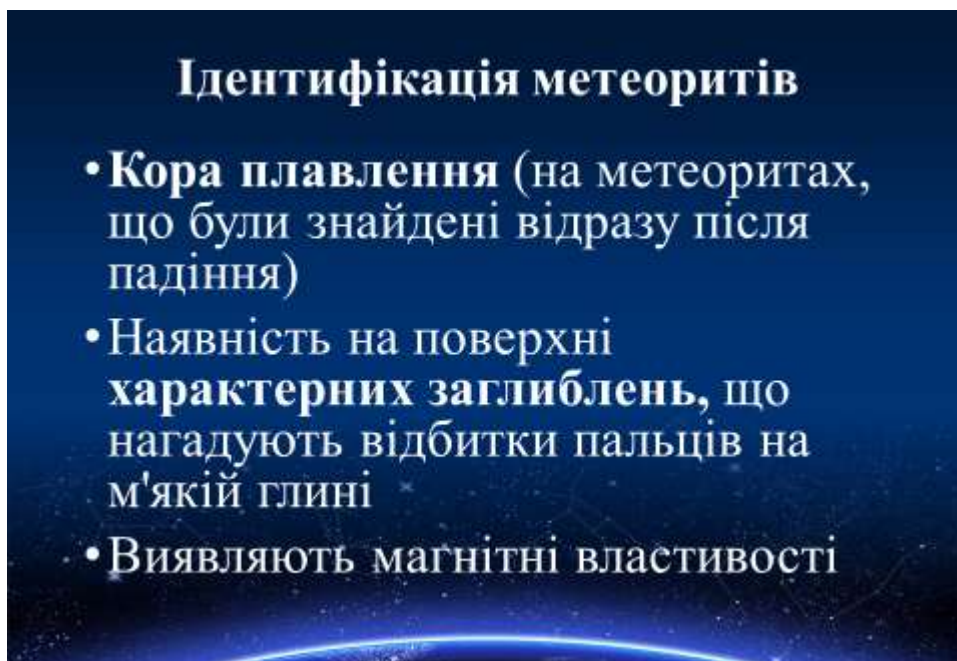 Ідентифікація метеоритів
•Кора плавлення (на метеоритах,
що були знайдені відразу після
падіння)
•Наявність на поверхні
характерних заглиблень, що
нагадують відбитки пальців на
м'якій глині
•Виявляють магнітні властивості